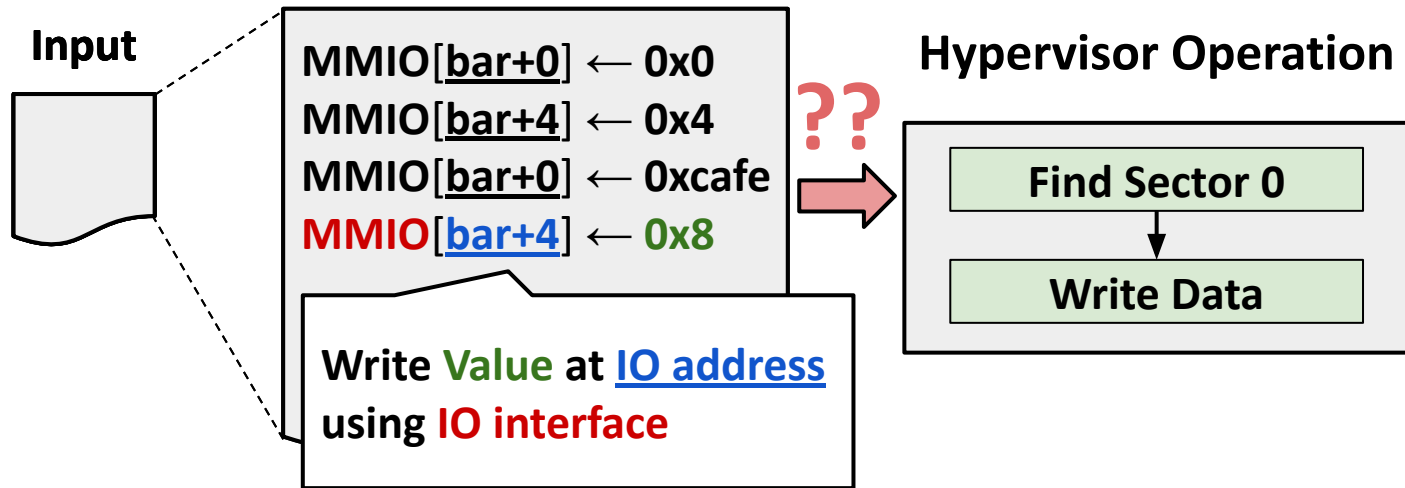 Input
MMIO[bar+0] ← 0x0
MMIO[bar+4] ← 0x4
MMIO[bar+0] ← 0xcafe
MMIO[bar+4] ← 0x8
Write Value at IO address
using IO interface
??
Hypervisor Operation
Find Sector 0
Write Data